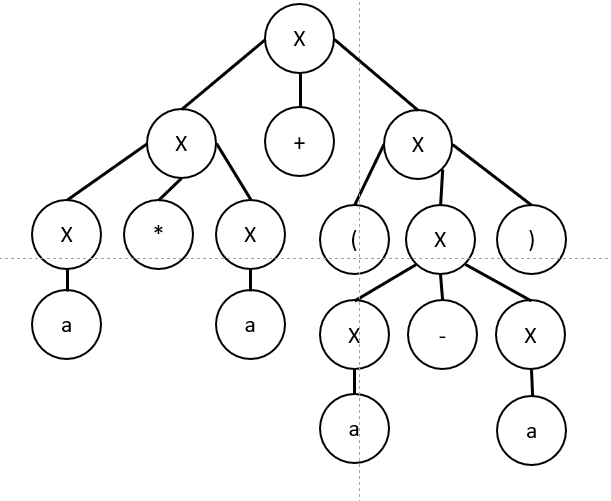 X
X + X
X * X ( X )
a a X - X
a a